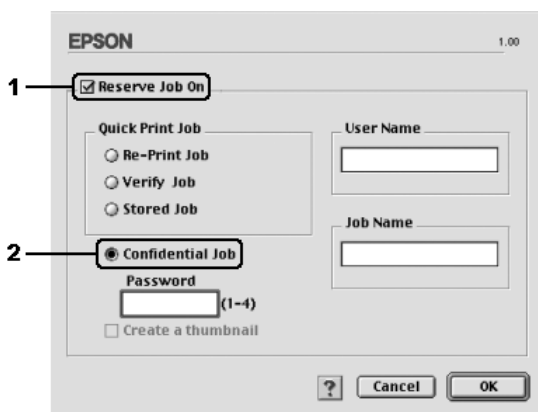 EPSON
1.00
1
Reserve Job On
Quick Print Job
Re-Print Job
Verify Job
Stored Job
User Name
Job Name
2
Confidential Job
Password
(1-4)
Create a thumbnail
?
Cancel
OK